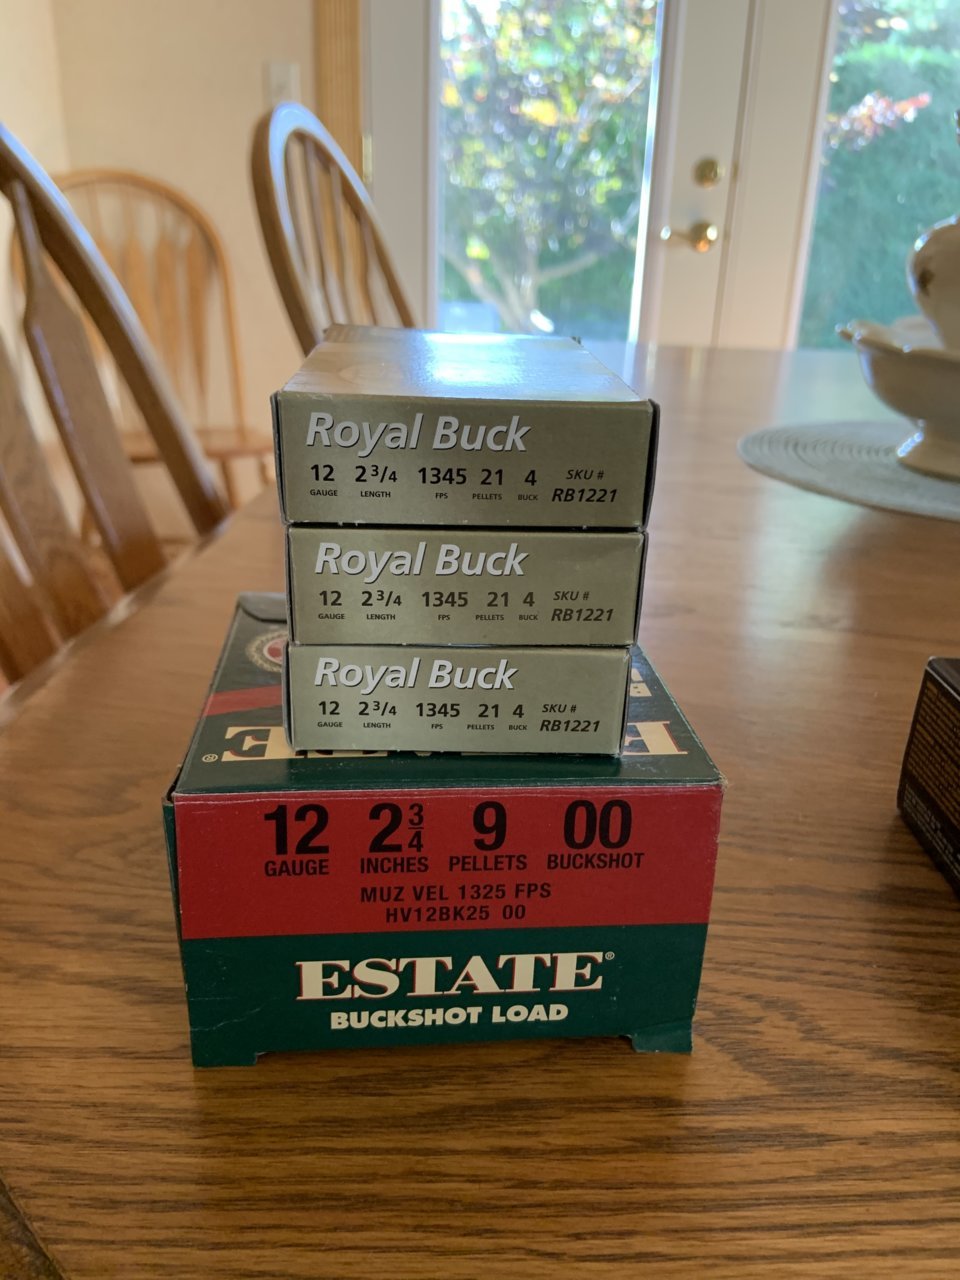 Royal Buck
12 2 3/4 1345 21 4 SKU #
GAUGE LENGTH FPS PELLETS BUCK RB1221
Royal Buck
12 2 3/4 1345 21 4 SKU #
GAUGE LENGTH FPS PELLETS BUCK RB1221
Royal Buck
12 2 3/4 1345 21 4 SKU #
GAUGE LENGTH FPS PELLETS BUCK RB1221
12 2 3/4 9 00
GAUGE INCHES PELLETS BUCKSHOT
MUZ VEL 1325 FPS
HV12BK25 00
ESTATE®
BUCKSHOT LOAD